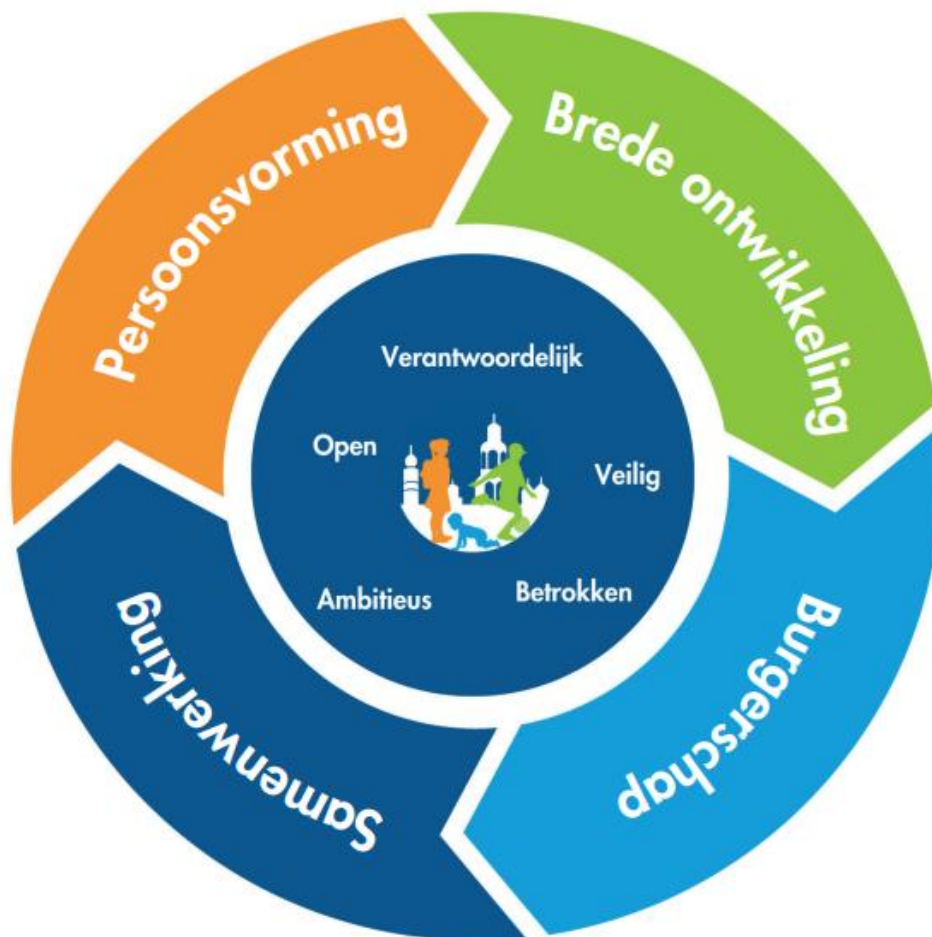 Persoonsvorming
Brede ontwikkeling
Burgerschap
Samenwerking
Verantwoordelijk
Open
Veilig
Ambitieus
Betrokken